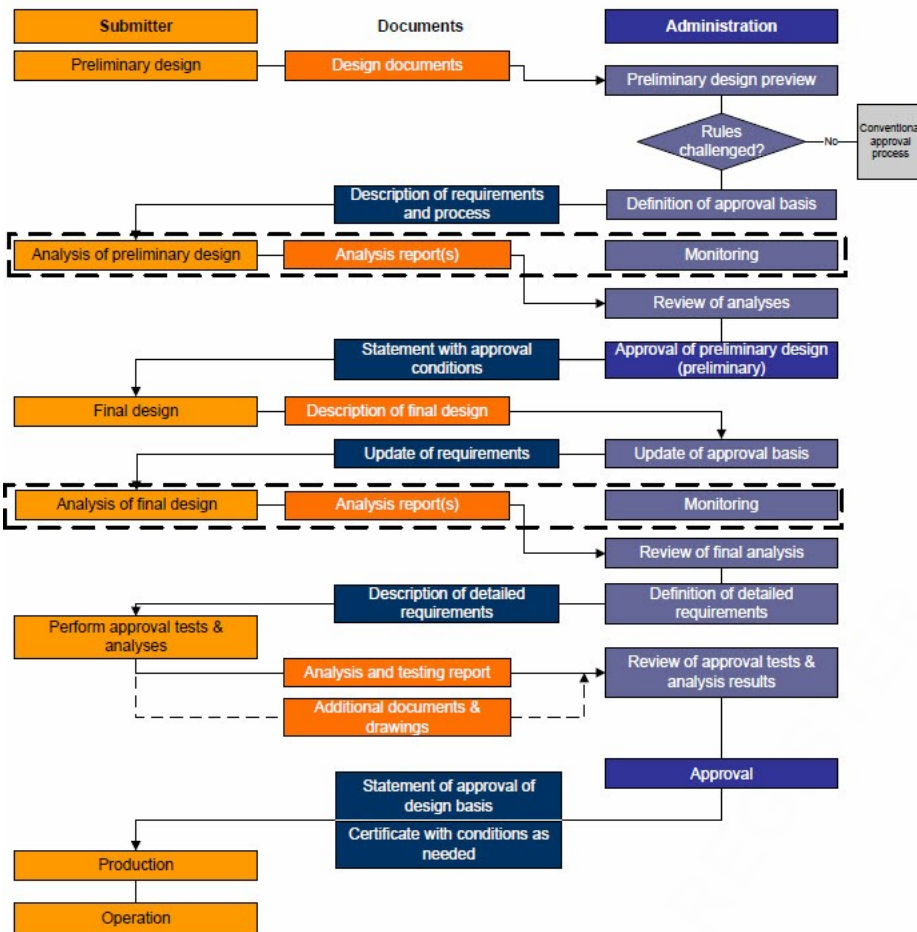 Submitter
Documents
Administration
Preliminary design
Design documents
Preliminary design preview
Rules
challenged?
No
Conventiona
approval
process
Description of requirements
and process
Definition of approval basis
Analysis of preliminary design
Analysis report(s)
Monitoring
Review of analyses
Statement with approval
conditions
Approval of preliminary design
(preliminary)
Final design
Description of final design
Update of requirements
Update of approval basis
Analysis of final design
Analysis report(s)
Monitoring
Review of final analysis
Description of detailed
requirements
Definition of detailed
requirements
Perform approval tests &
analyses
Analysis and testing report
Review of approval tests &
analysis results
Additional documents &
drawings
Approval
Statement of approval of
design basis
Certificate with conditions as
needed
Production
Operation